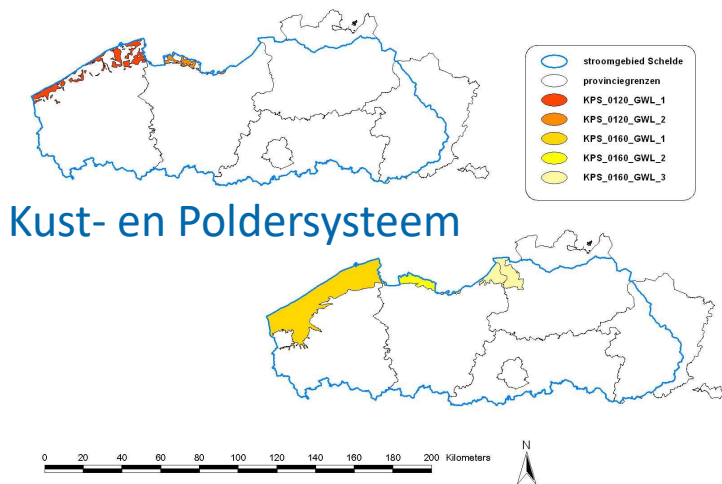 stroomgebied Schelde
provinciegrenzen
KPS_0120_GWL_1
KPS_0120_GWL_2
KPS_0160_GWL_1
KPS_0160_GWL_2
KPS_0160_GWL_3
Kust- en Poldersysteem
0 20 40 60 80 100 120 140 160 180 200 Kilometers
N